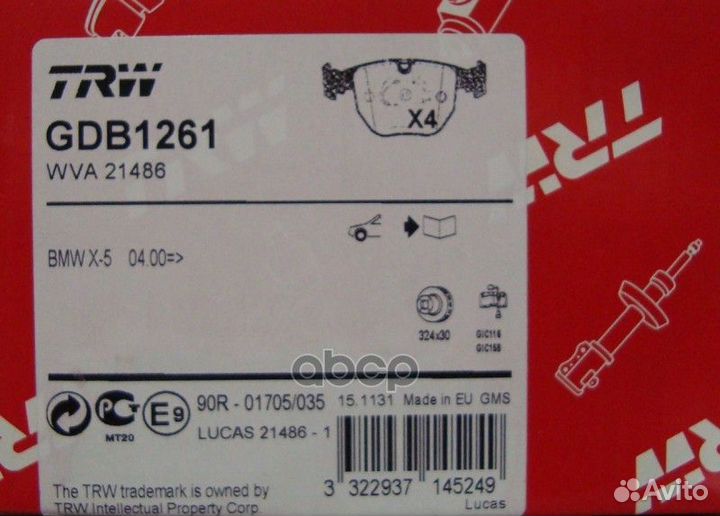 TRW
X4
GDB1261
WVA 21486
TRW
BMW X-5 04.00=>
324x30
GIC116
GIC158
abcp
90R - 01705/035 15.1131 Made in EU GMS
MT20
E9
LUCAS 21486 - 1
The TRW trademark is owned by
TRW Intellectual Property Corp.
3 322937 145249
Lucas
Avito